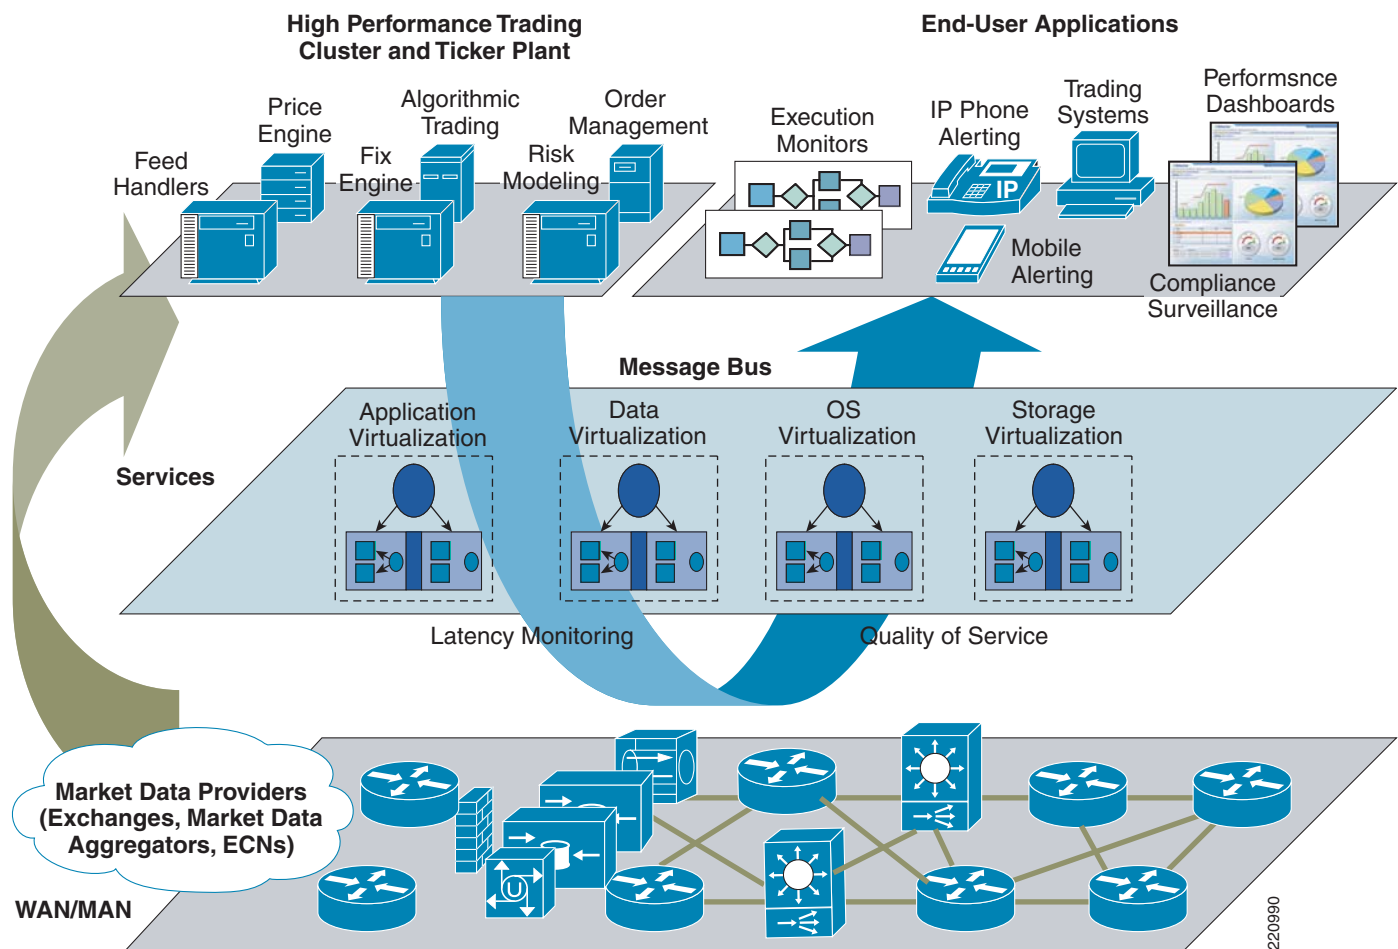 High Performance Trading
Cluster and Ticker Plant
End-User Applications
Feed
Handlers
Price
Engine
Fix
Engine
Algorithmic
Trading
Risk
Modeling
Order
Management
Execution
Monitors
IP Phone
Alerting
IP
Mobile
Alerting
Trading
Systems
Performsnce
Dashboards
Compliance
Surveillance
Message Bus
Services
Application
Virtualization
Data
Virtualization
OS
Virtualization
Storage
Virtualization
Latency Monitoring
Quality of Service
Market Data Providers
(Exchanges, Market Data
Aggregators, ECNs)
U
WAN/MAN
220990